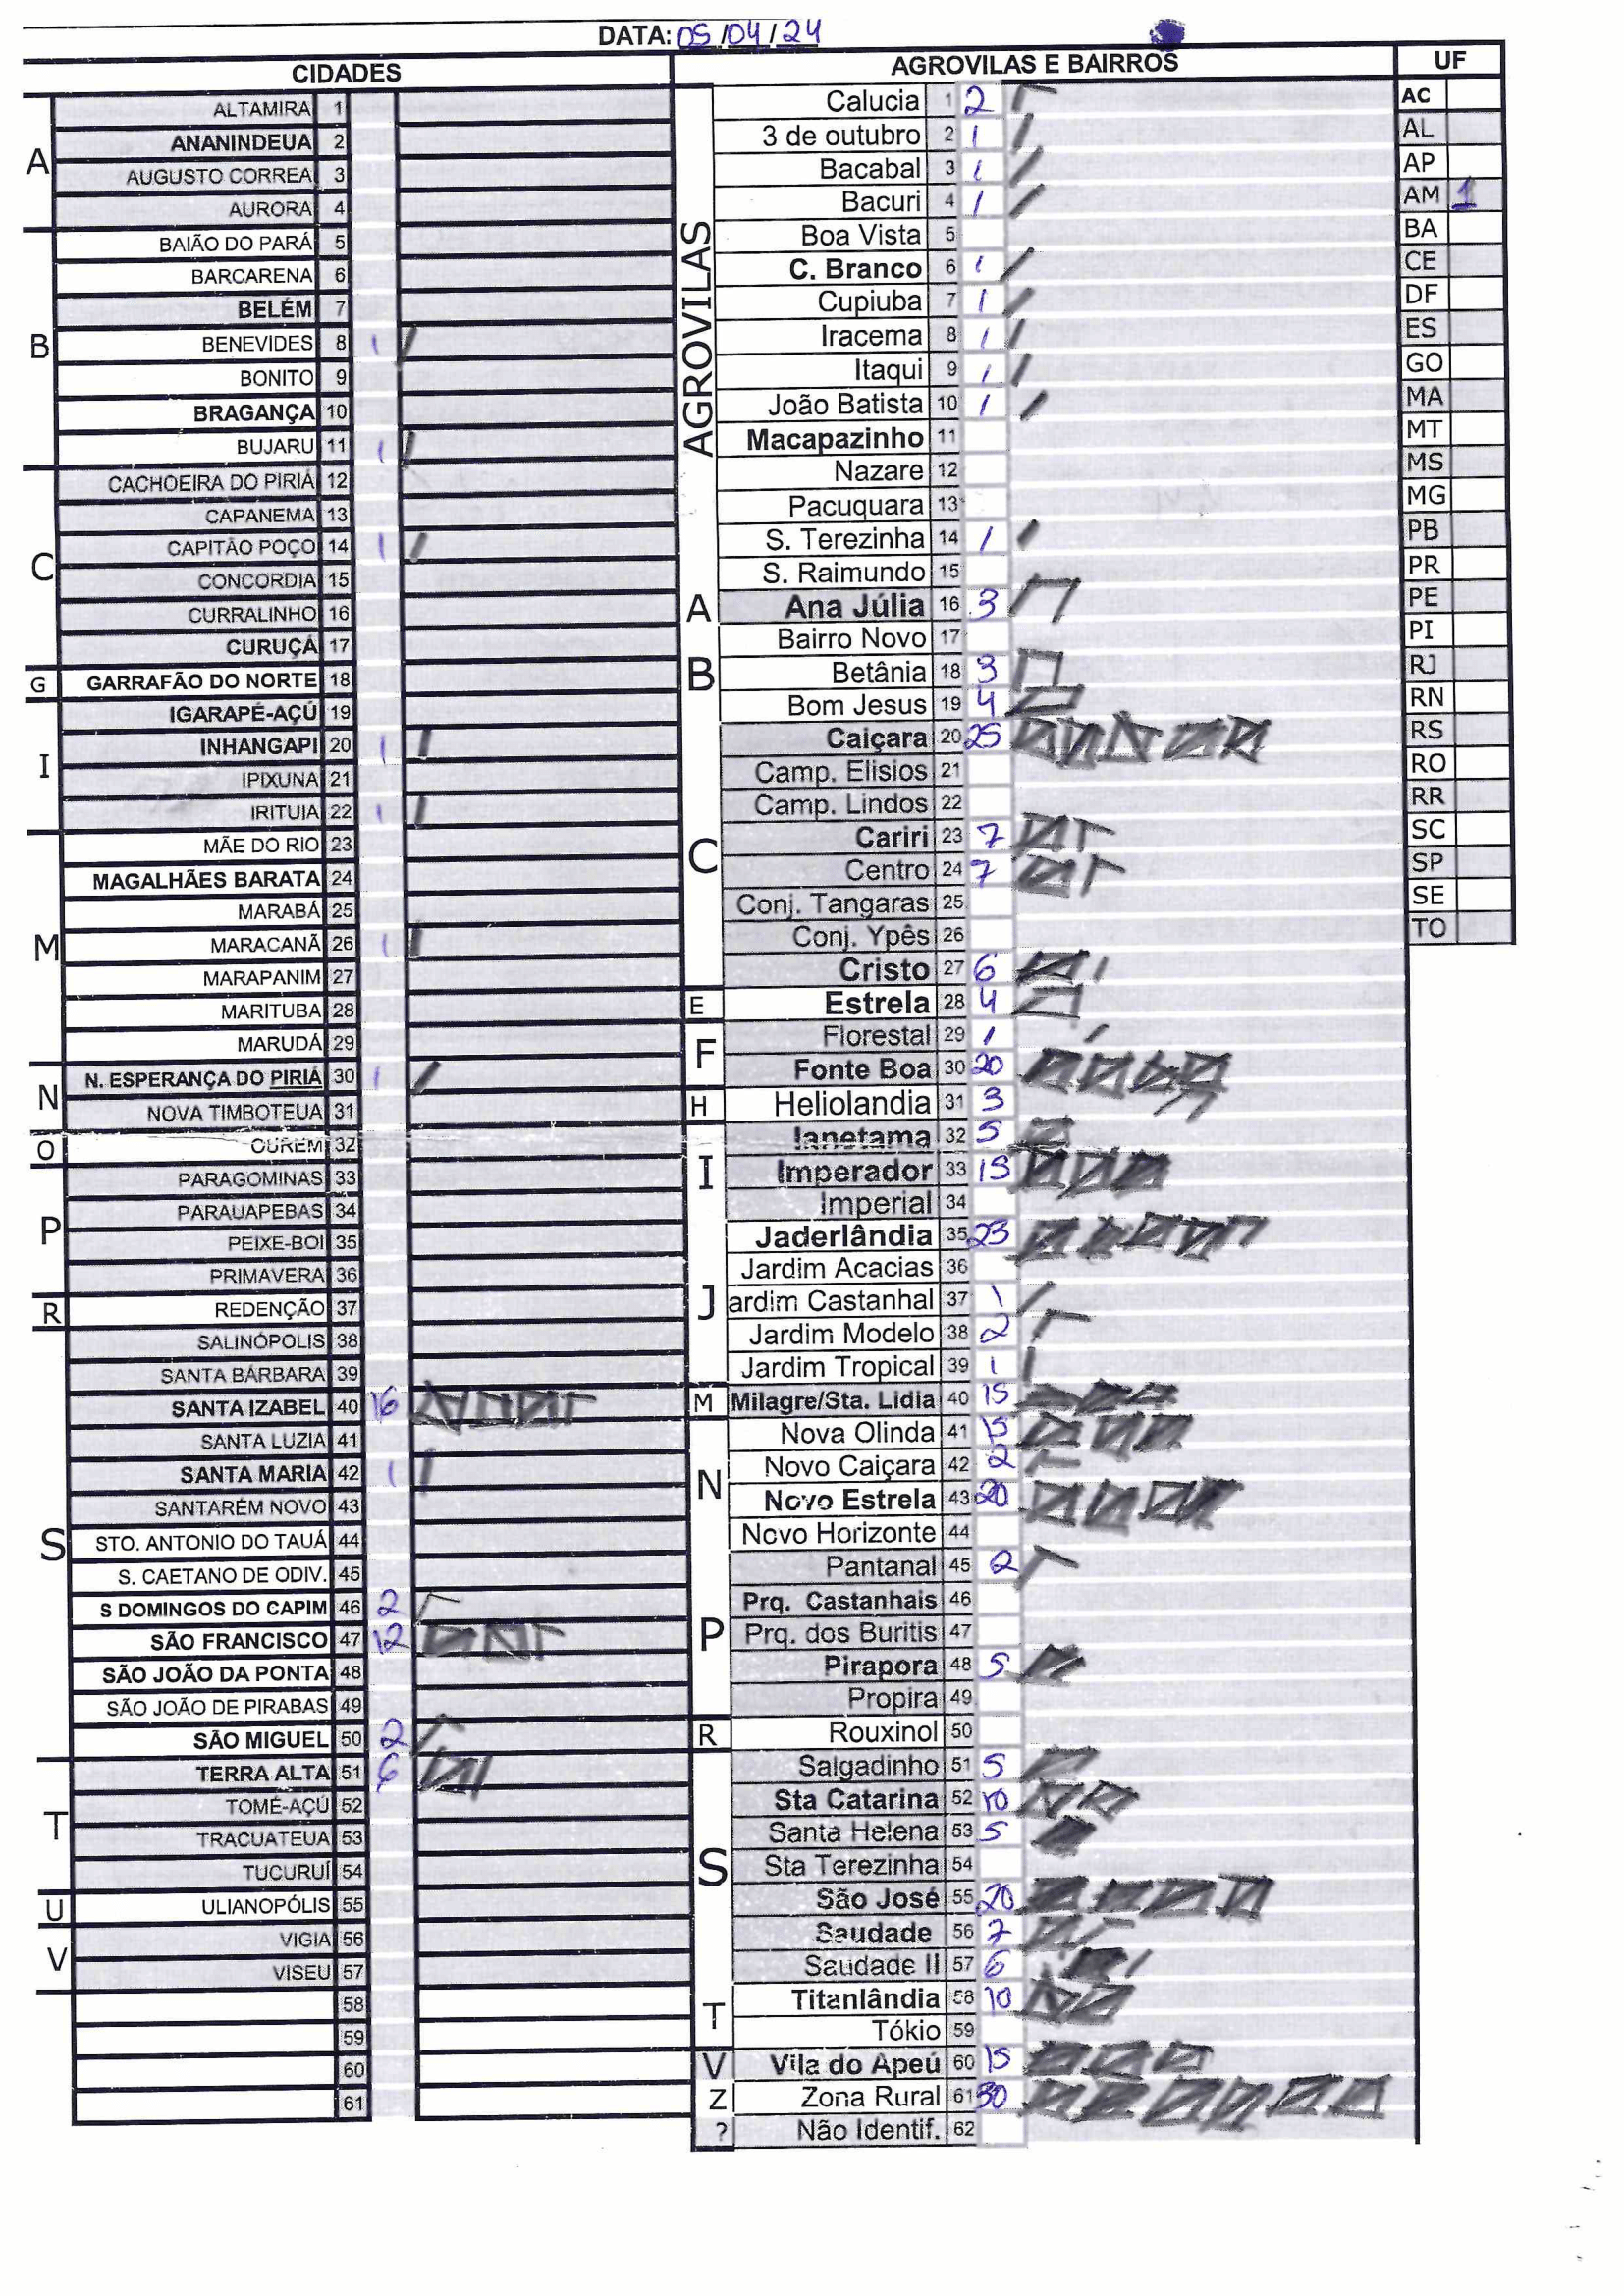 DATA: 05/04/24
CIDADES
A
ALTAMIRA 1
ANANINDEUA 2
AUGUSTO CORREA 3
AURORA 4
B
BAIÃO DO PARÁ 5
BARCARENA 6
BELÉM 7
BENEVIDES 8 1
BONITO 9
BRAGANÇA 10
BUJARU 11 1
C
CACHOEIRA DO PIRIÁ 12
CAPANEMA 13
CAPITÃO POÇO 14 1
CONCORDIA 15
CURRALINHO 16
CURUÇÁ 17
G
GARRAFÃO DO NORTE 18
I
IGARAPÉ-AÇÚ 19
INHANGAPI 20 1
IPIXUNA 21
IRITUIA 22 1
M
MÃE DO RIO 23
MAGALHÃES BARATA 24
MARABÁ 25
MARACANÃ 26 1
MARAPANIM 27
MARITUBA 28
MARUDÁ 29
N
N. ESPERANÇA DO PIRIÁ 30 1
NOVA TIMBOTEUA 31
O
OUREM 32
P
PARAGOMINAS 33
PARAUAPEBAS 34
PEIXE-BOI 35
PRIMAVERA 36
R
REDENÇÃO 37
S
SALINÓPOLIS 38
SANTA BÁRBARA 39
SANTA IZABEL 40 16
SANTA LUZIA 41
SANTA MARIA 42 1
SANTARÉM NOVO 43
STO. ANTONIO DO TAUÁ 44
S. CAETANO DE ODIV. 45
S DOMINGOS DO CAPIM 46 2
SÃO FRANCISCO 47 12
SÃO JOÃO DA PONTA 48
SÃO JOÃO DE PIRABAS 49
SÃO MIGUEL 50 2
T
TERRA ALTA 51 6
TOMÉ-AÇÚ 52
TRACUATEUA 53
TUCURUÍ 54
U
ULIANOPÓLIS 55
V
VIGIA 56
VISEU 57
58
59
60
61
AGROVILAS E BAIRROS
AGROVILAS
Calucia 1 2
3 de outubro 2 1
Bacabal 3 1
Bacuri 4 1
Boa Vista 5
C. Branco 6 1
Cupiuba 7 1
Iracema 8 1
Itaqui 9 1
João Batista 10 1
Macapazinho 11
Nazare 12
Pacuquara 13
S. Terezinha 14 1
S. Raimundo 15
A
Ana Júlia 16 3
B
Bairro Novo 17
Betânia 18 3
Bom Jesus 19 4
C
Caiçara 20 25
Camp. Elisios 21
Camp. Lindos 22
Cariri 23 7
Centro 24 7
Conj. Tangaras 25
Conj. Ypês 26
Cristo 27 6
E
Estrela 28 4
F
Florestal 29 1
Fonte Boa 30 20
H
Heliolandia 31 3
I
Ianetama 32 5
Imperador 33 15
Imperial 34
J
Jaderlândia 35 23
Jardim Acacias 36
ardim Castanhal 37 1
Jardim Modelo 38 2
Jardim Tropical 39 1
M
Milagre/Sta. Lidia 40 15
N
Nova Olinda 41 15
Novo Caiçara 42 2
Novo Estrela 43 20
Novo Horizonte 44
P
Pantanal 45 2
Prq. Castanhais 46
Prq. dos Buritis 47
Pirapora 48 5
Propira 49
R
Rouxinol 50
S
Salgadinho 51 5
Sta Catarina 52 10
Santa Helena 53 5
Sta Terezinha 54
São José 55 20
Saudade 56 7
Saudade II 57 6
T
Titanlândia 58 10
Tókio 59
V
Vila do Apeú 60 15
Z
Zona Rural 61 30
?
Não Identif. 62
UF
AC
AL
AP
AM 1
BA
CE
DF
ES
GO
MA
MT
MS
MG
PB
PR
PE
PI
RJ
RN
RS
RO
RR
SC
SP
SE
TO